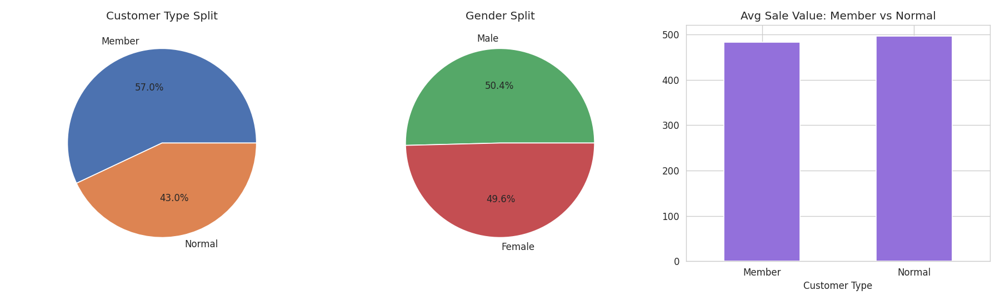 Customer Type Split
Member
57.0%
43.0%
Normal
Gender Split
Male
50.4%
49.6%
Female
Avg Sale Value: Member vs Normal
500
400
300
200
100
0
Member Normal
Customer Type